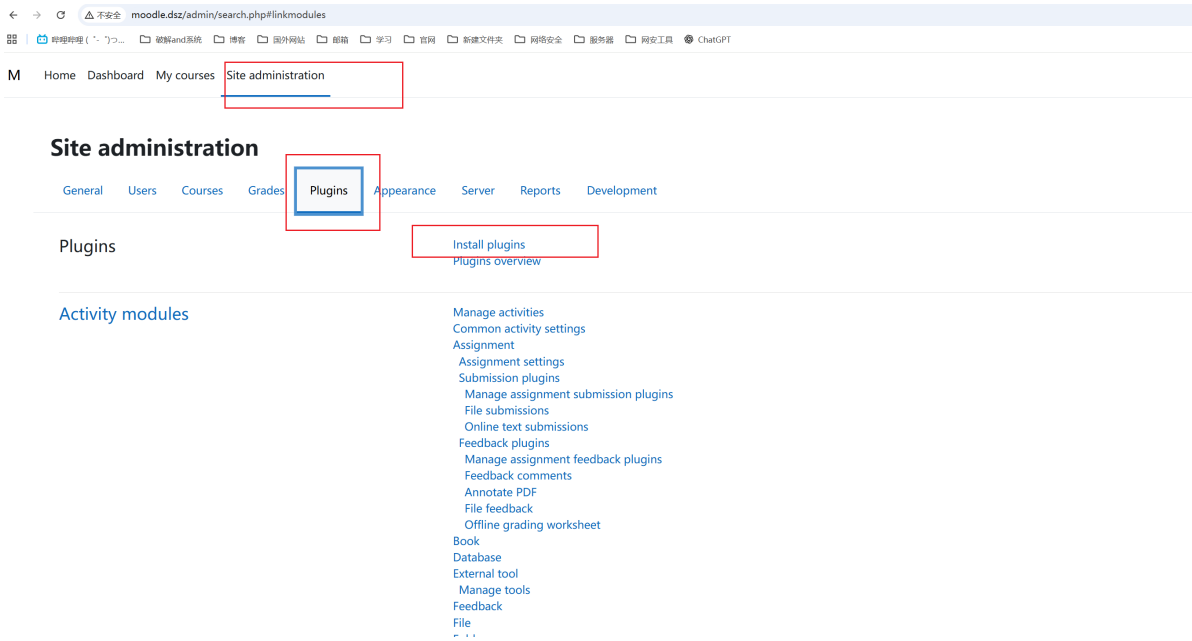 不安全 moodle.dsz/admin/search.php#linkmodules
哔哩哔哩 ( ゜- ゜)つ... 破解and系统 博客 国外网站 邮箱 学习 官网 新建文件夹 网络安全 服务器 网安工具 ChatGPT
M Home Dashboard My courses Site administration
Site administration
General Users Courses Grades Plugins Appearance Server Reports Development
Plugins
Install plugins
Plugins overview
Activity modules
Manage activities
Common activity settings
Assignment
Assignment settings
Submission plugins
Manage assignment submission plugins
File submissions
Online text submissions
Feedback plugins
Manage assignment feedback plugins
Feedback comments
Annotate PDF
File feedback
Offline grading worksheet
Book
Database
External tool
Manage tools
Feedback
File